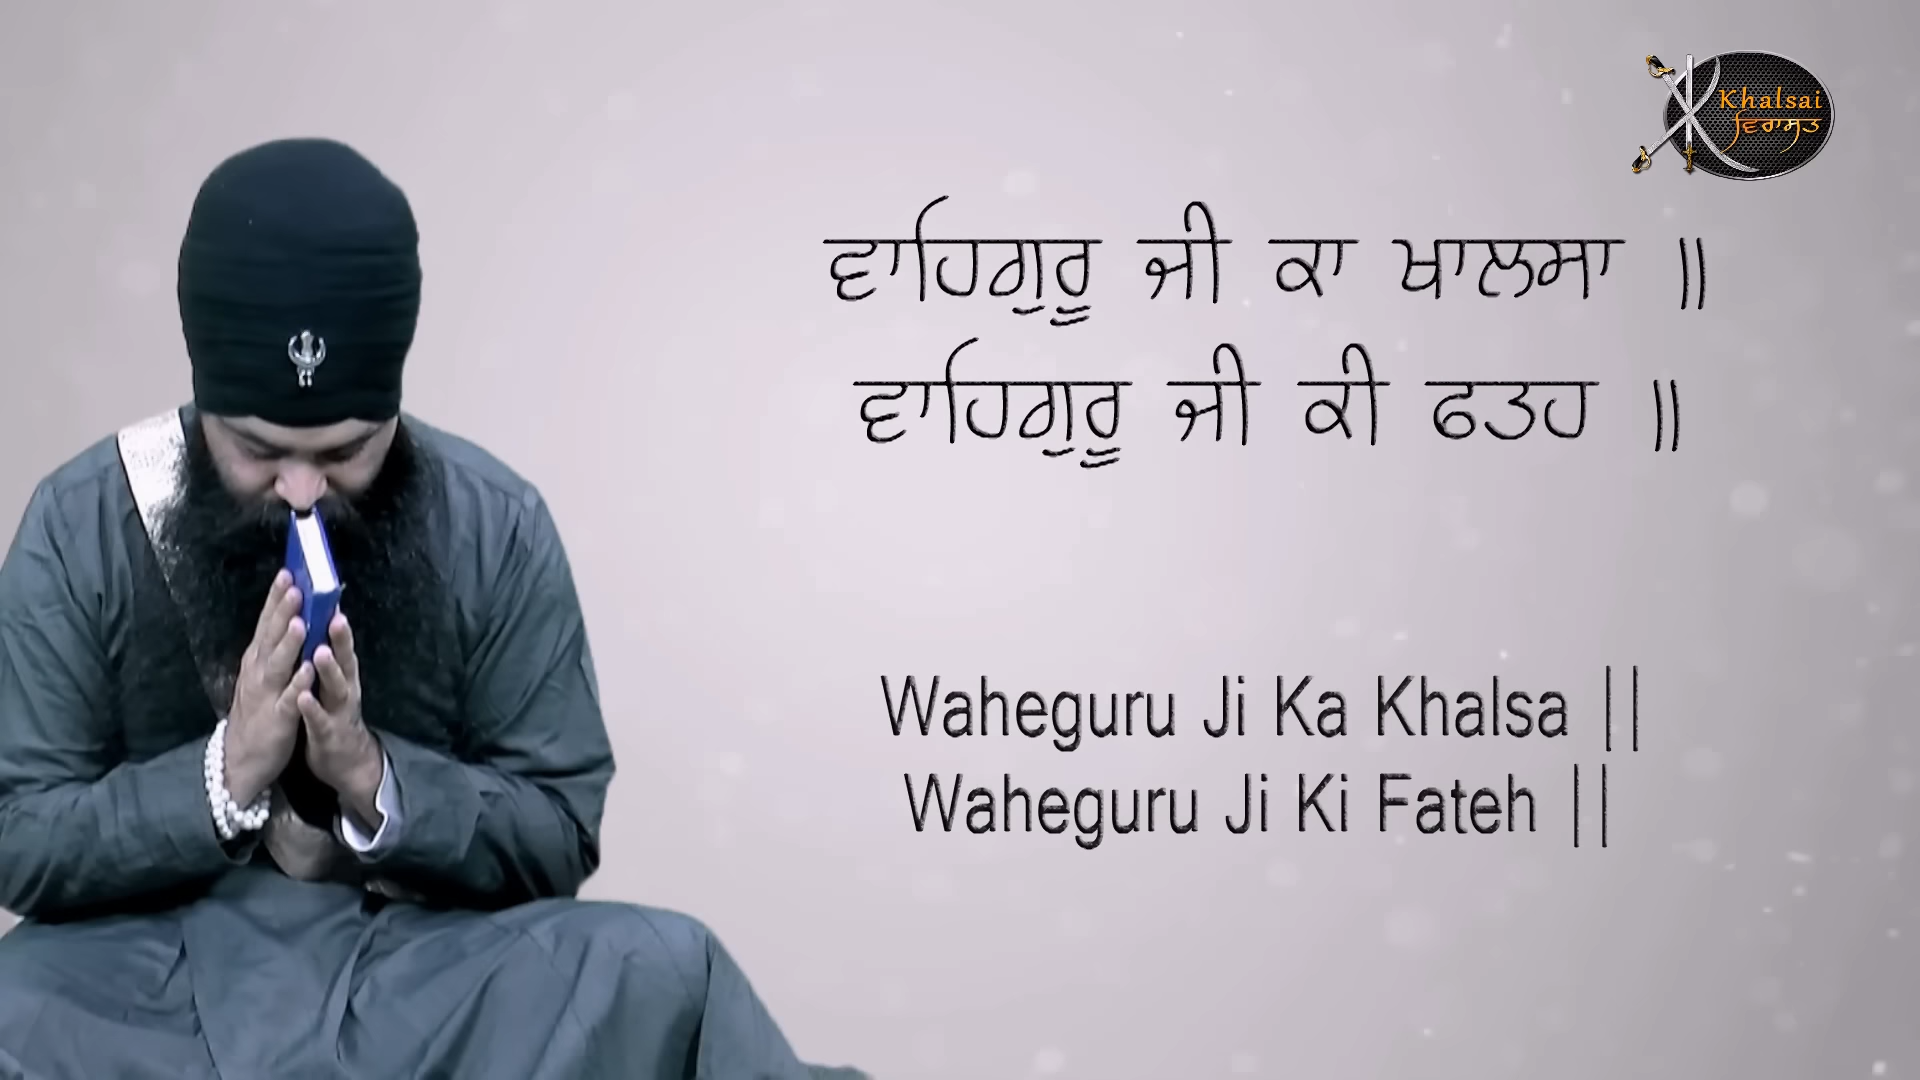 Khalsai
ਵਿਰਾਸਤ
ਵਾਹਿਗੁਰੂ ਜੀ ਕਾ ਖਾਲਸਾ ॥
ਵਾਹਿਗੁਰੂ ਜੀ ਕੀ ਫਤਹ ॥
Waheguru Ji Ka Khalsa ||
Waheguru Ji Ki Fateh ||